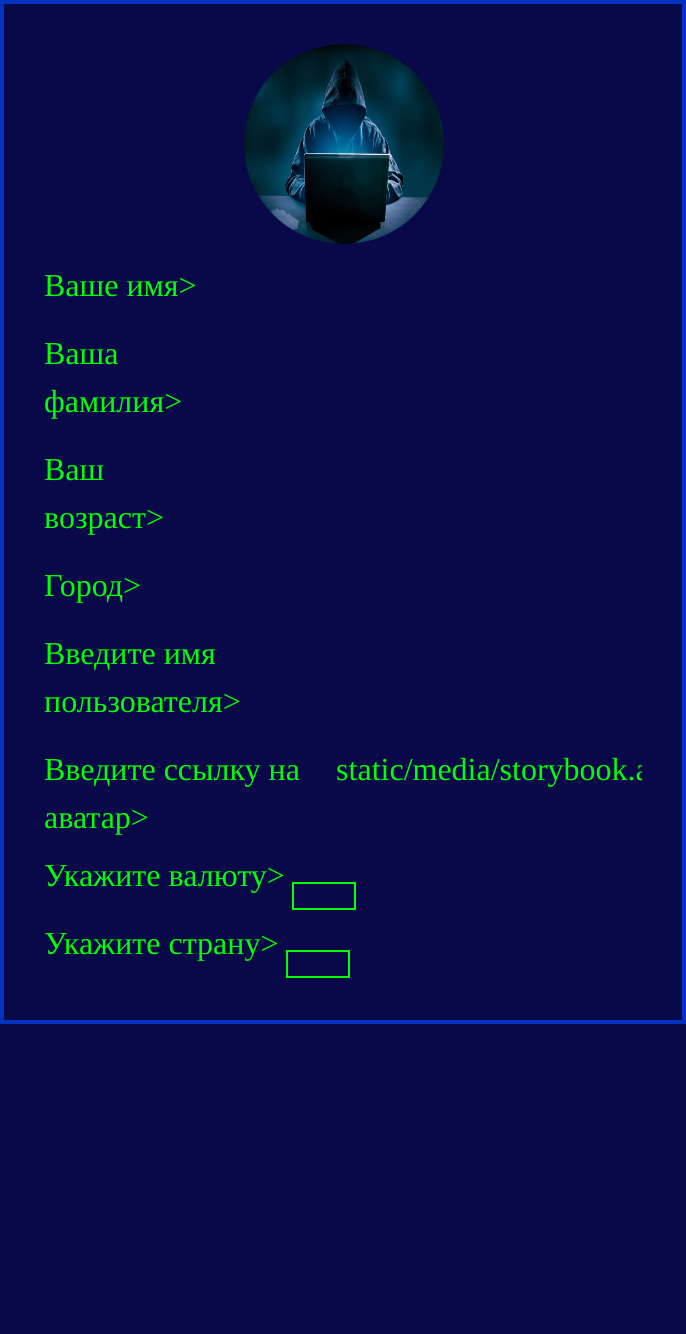 Ваше имя>
Ваша
фамилия>
Ваш
возраст>
Город>
Введите имя
пользователя>
Введите ссылку на static/media/storybook.a
аватар>
Укажите валюту>
Укажите страну>